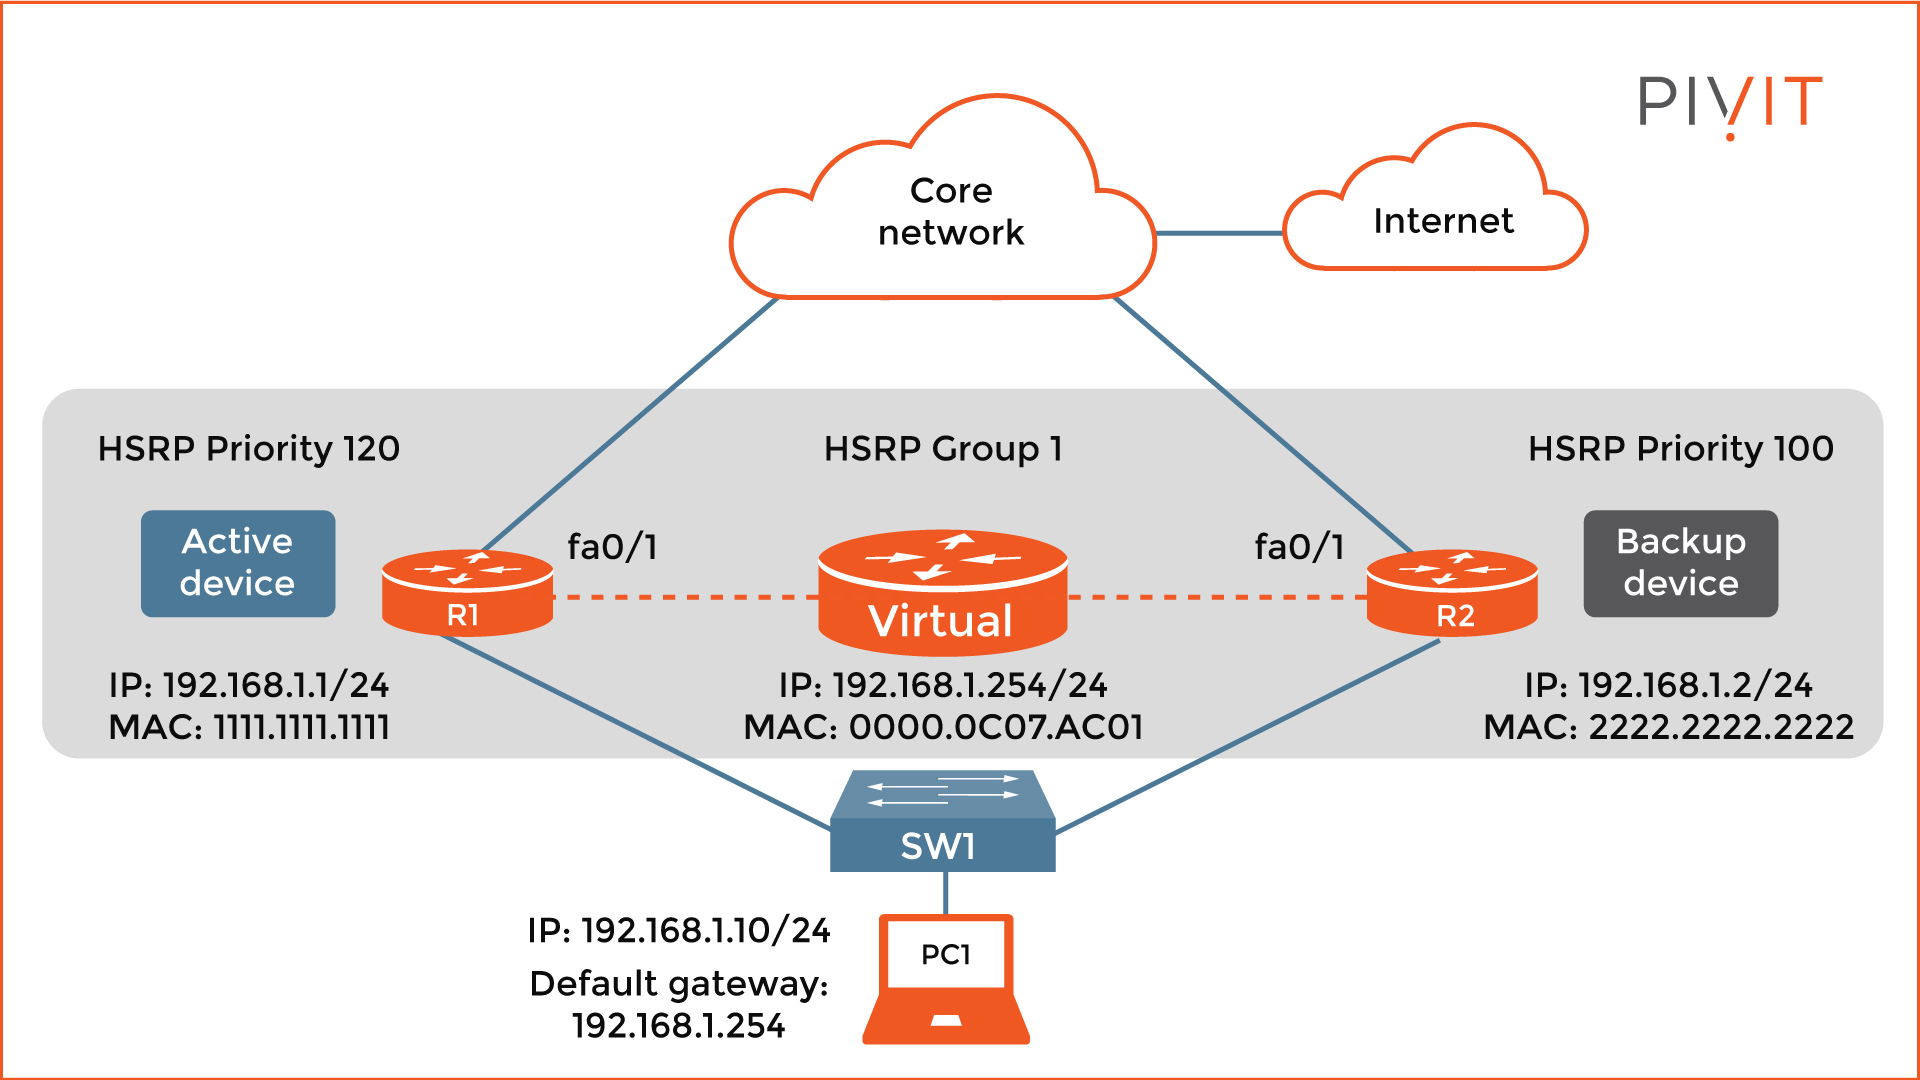 PIVIT
Core
network
Internet
HSRP Priority 120
HSRP Group 1
HSRP Priority 100
Active
device
fa0/1
fa0/1
Backup
device
R1
Virtual
R2
IP: 192.168.1.1/24
MAC: 1111.1111.1111
IP: 192.168.1.254/24
MAC: 0000.0C07.AC01
IP: 192.168.1.2/24
MAC: 2222.2222.2222
SW1
IP: 192.168.1.10/24
Default gateway:
192.168.1.254
PC1